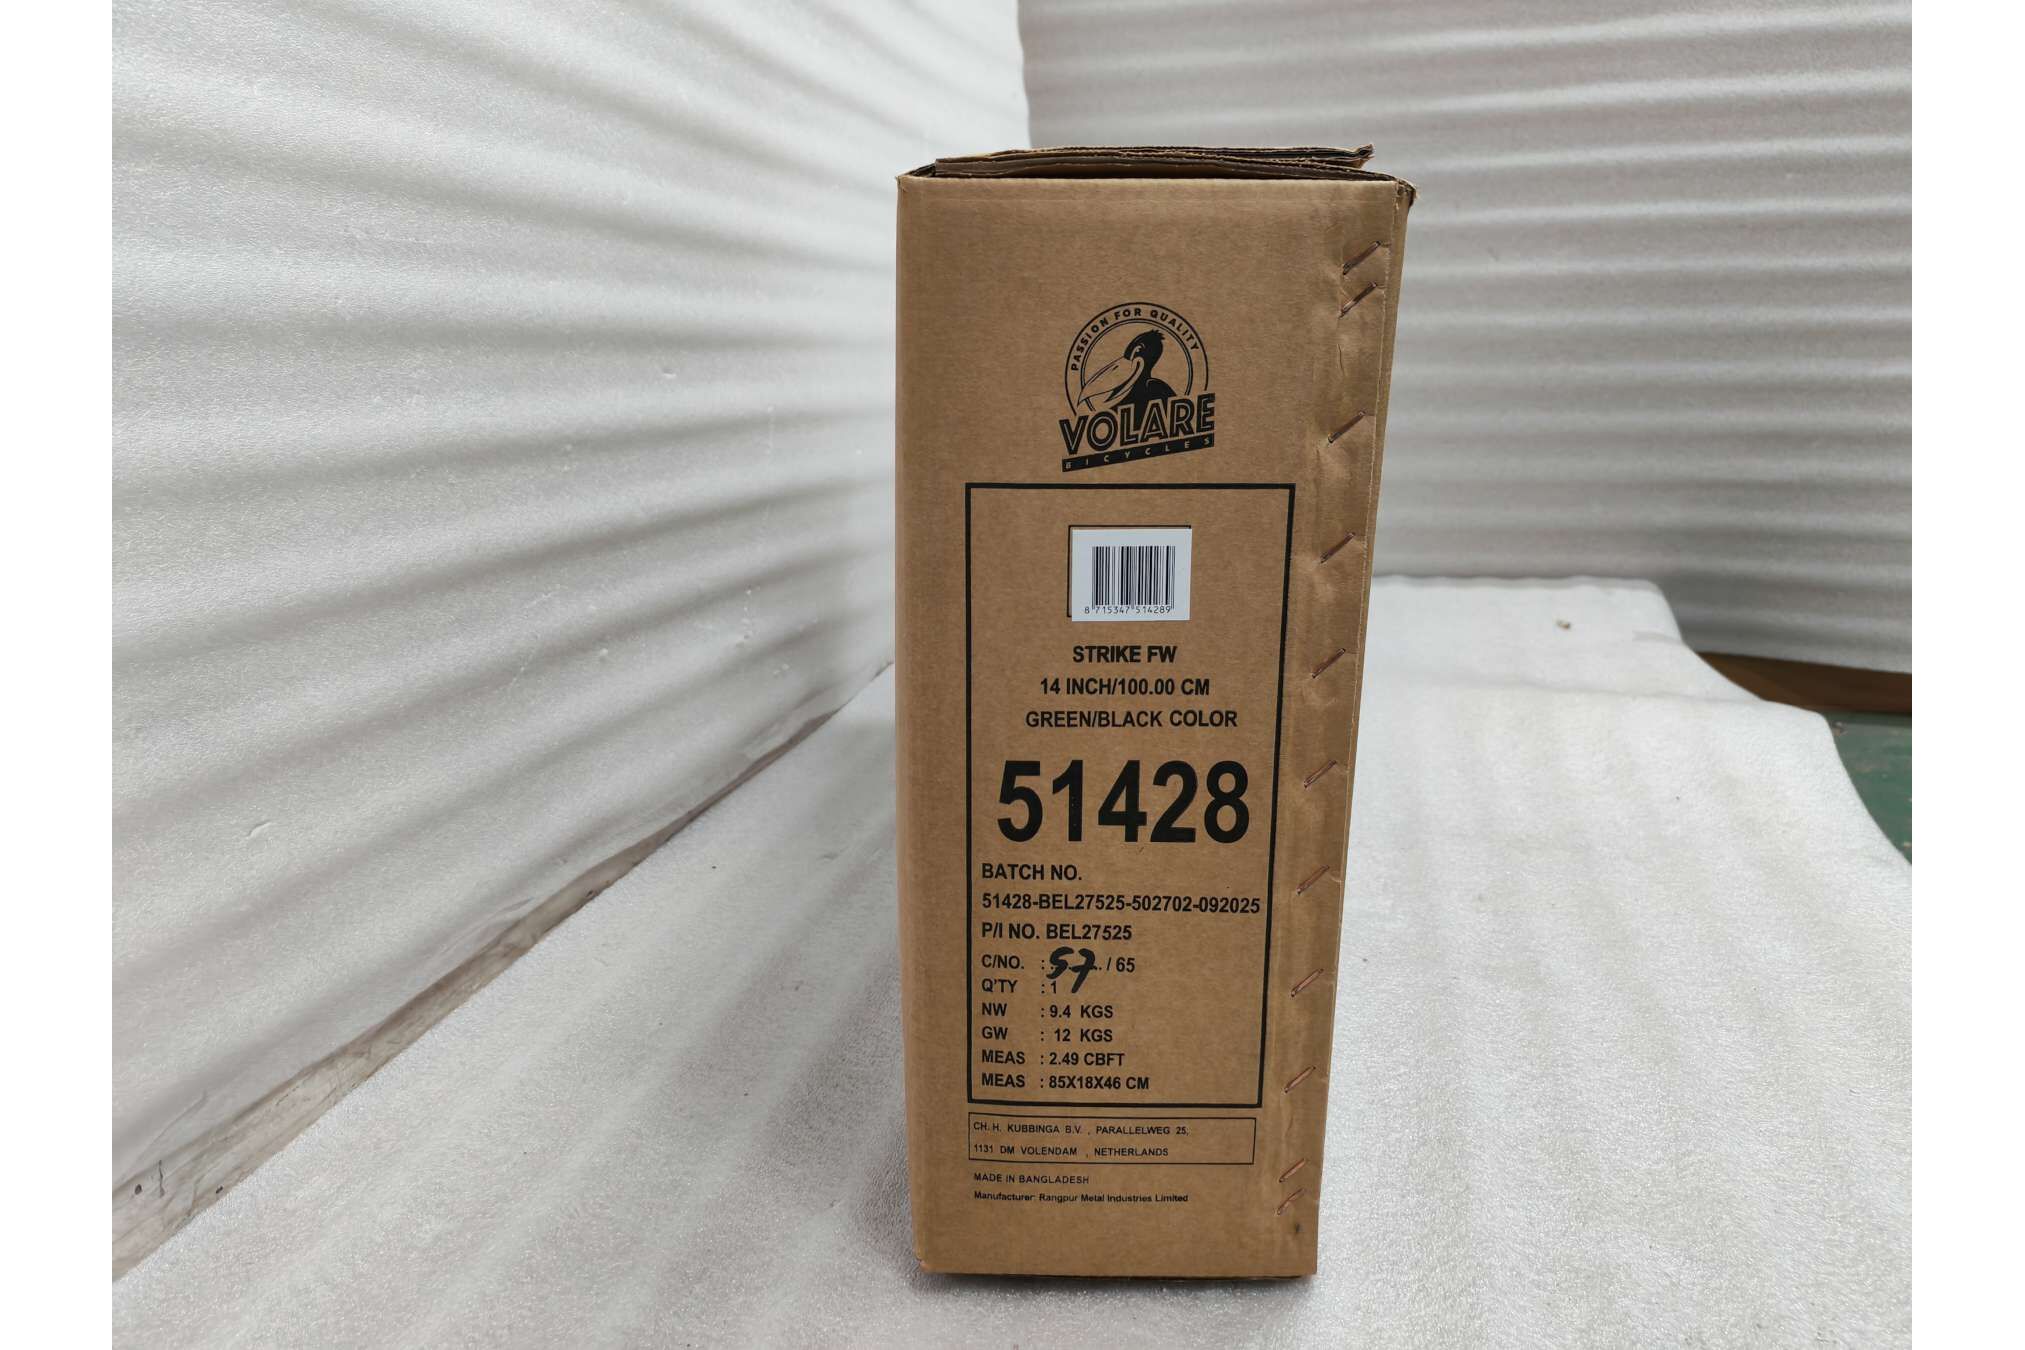 PASSION FOR QUALITY
VOLARE
BICYCLES
8 715347 514289
STRIKE FW
14 INCH/100.00 CM
GREEN/BLACK COLOR
51428
BATCH NO.
51428-BEL27525-502702-092025
P/I NO. BEL27525
C/NO. : 57 / 65
Q'TY : 1
NW : 9.4 KGS
GW : 12 KGS
MEAS : 2.49 CBFT
MEAS : 85X18X46 CM
CH. H. KUBBINGA B.V. , PARALLELWEG 25,
1131 DM VOLENDAM , NETHERLANDS
MADE IN BANGLADESH
Manufacturer: Rangpur Metal Industries Limited